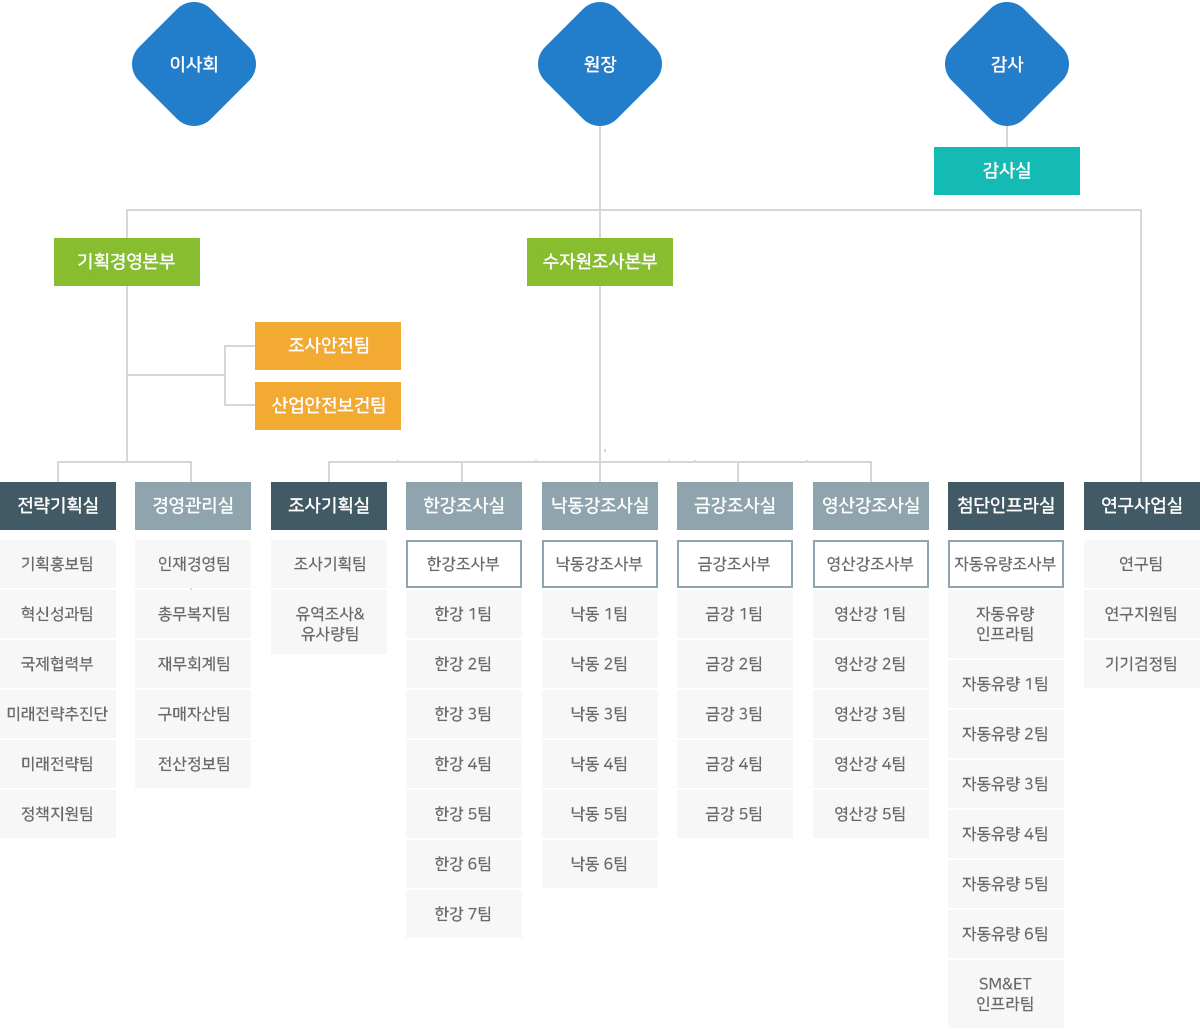 이사회
원장
감사
감사실
기획경영본부
수자원조사본부
조사안전팀
산업안전보건팀
전략기획실
기획홍보팀
혁신성과팀
국제협력부
미래전략추진단
미래전략팀
정책지원팀
경영관리실
인재경영팀
총무복지팀
재무회계팀
구매자산팀
전산정보팀
조사기획실
조사기획팀
유역조사&
유사량팀
한강조사실
한강조사부
한강 1팀
한강 2팀
한강 3팀
한강 4팀
한강 5팀
한강 6팀
한강 7팀
낙동강조사실
낙동강조사부
낙동 1팀
낙동 2팀
낙동 3팀
낙동 4팀
낙동 5팀
낙동 6팀
금강조사실
금강조사부
금강 1팀
금강 2팀
금강 3팀
금강 4팀
금강 5팀
영산강조사실
영산강조사부
영산강 1팀
영산강 2팀
영산강 3팀
영산강 4팀
영산강 5팀
첨단인프라실
자동유량조사부
자동유량
인프라팀
자동유량 1팀
자동유량 2팀
자동유량 3팀
자동유량 4팀
자동유량 5팀
자동유량 6팀
SM&ET
인프라팀
연구사업실
연구팀
연구지원팀
기기검정팀